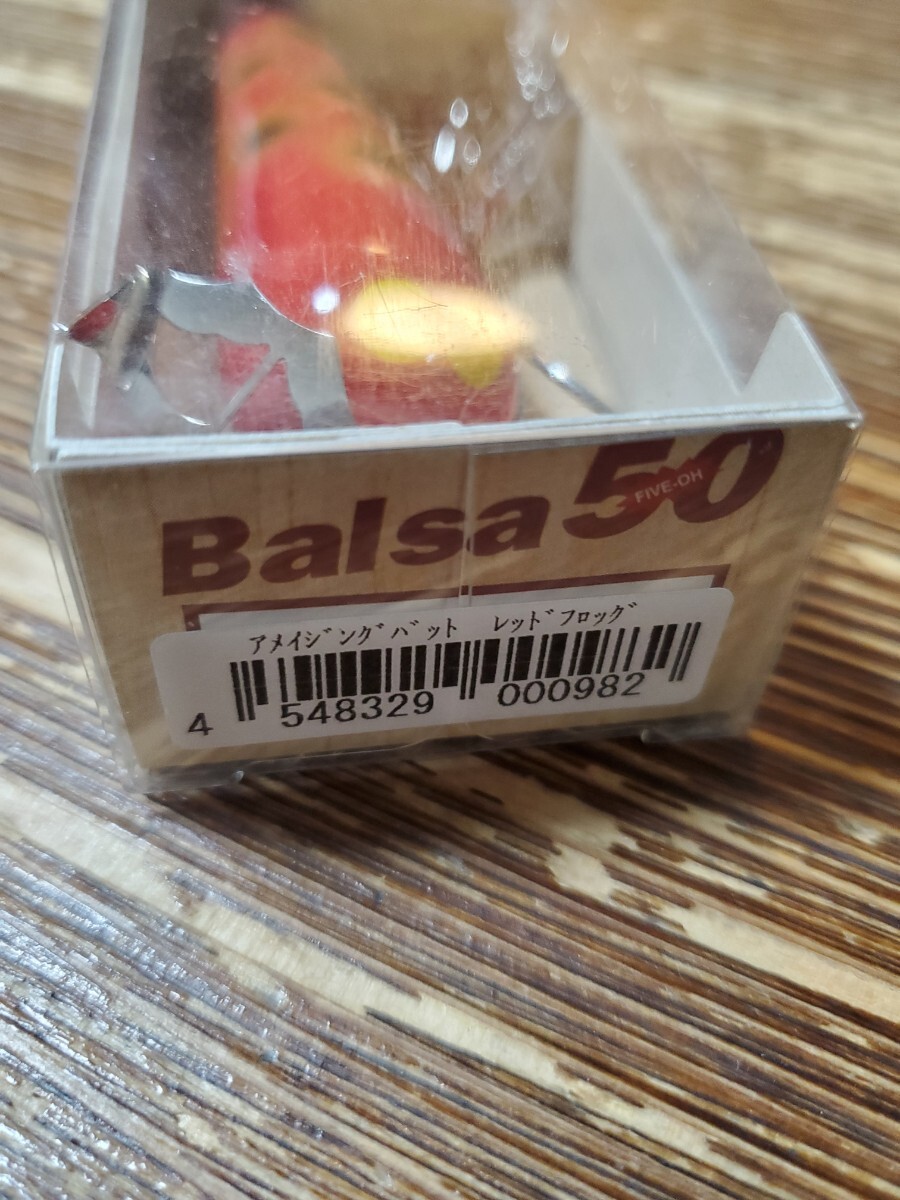 Balsa 50
FIVE-OH
ｱﾒｲｼﾞﾝｸﾞﾊﾞｯﾄ ﾚｯﾄﾞﾌﾛｯｸﾞ
4 548329 000982